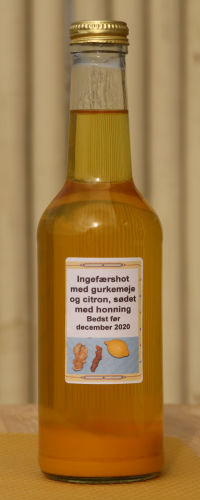 Ingefærshot
med gurkemeje
og citron, sødet
med honning
Bedst før
december 2020